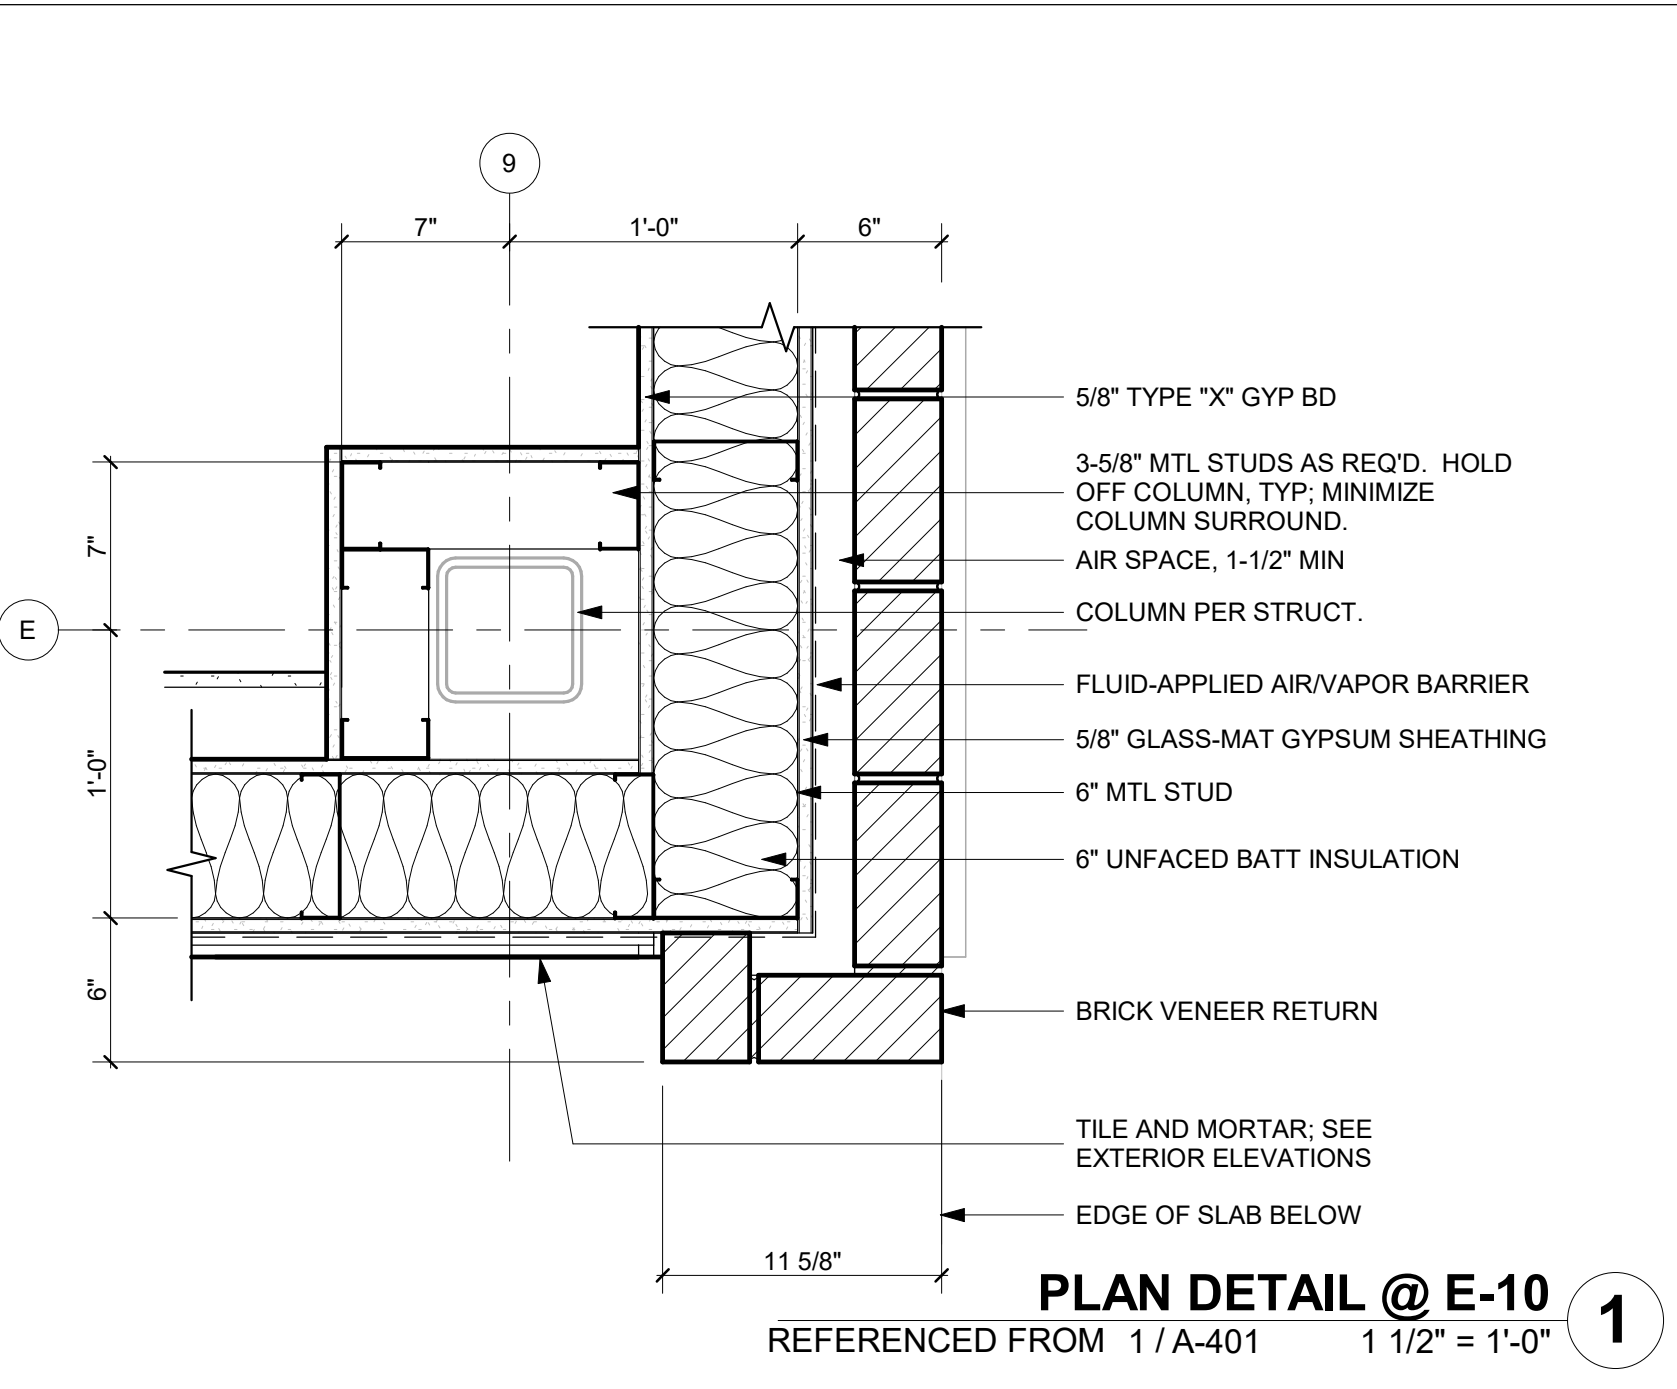 9
7"
1'-0"
6"
5/8" TYPE "X" GYP BD
3-5/8" MTL STUDS AS REQ'D. HOLD
OFF COLUMN, TYP; MINIMIZE
COLUMN SURROUND.
7"
AIR SPACE, 1-1/2" MIN
COLUMN PER STRUCT.
E
FLUID-APPLIED AIR/VAPOR BARRIER
5/8" GLASS-MAT GYPSUM SHEATHING
1'-0"
6" MTL STUD
6" UNFACED BATT INSULATION
6"
BRICK VENEER RETURN
TILE AND MORTAR; SEE
EXTERIOR ELEVATIONS
EDGE OF SLAB BELOW
11 5/8"
PLAN DETAIL @ E-10
1
REFERENCED FROM 1 / A-401 1 1/2" = 1'-0"